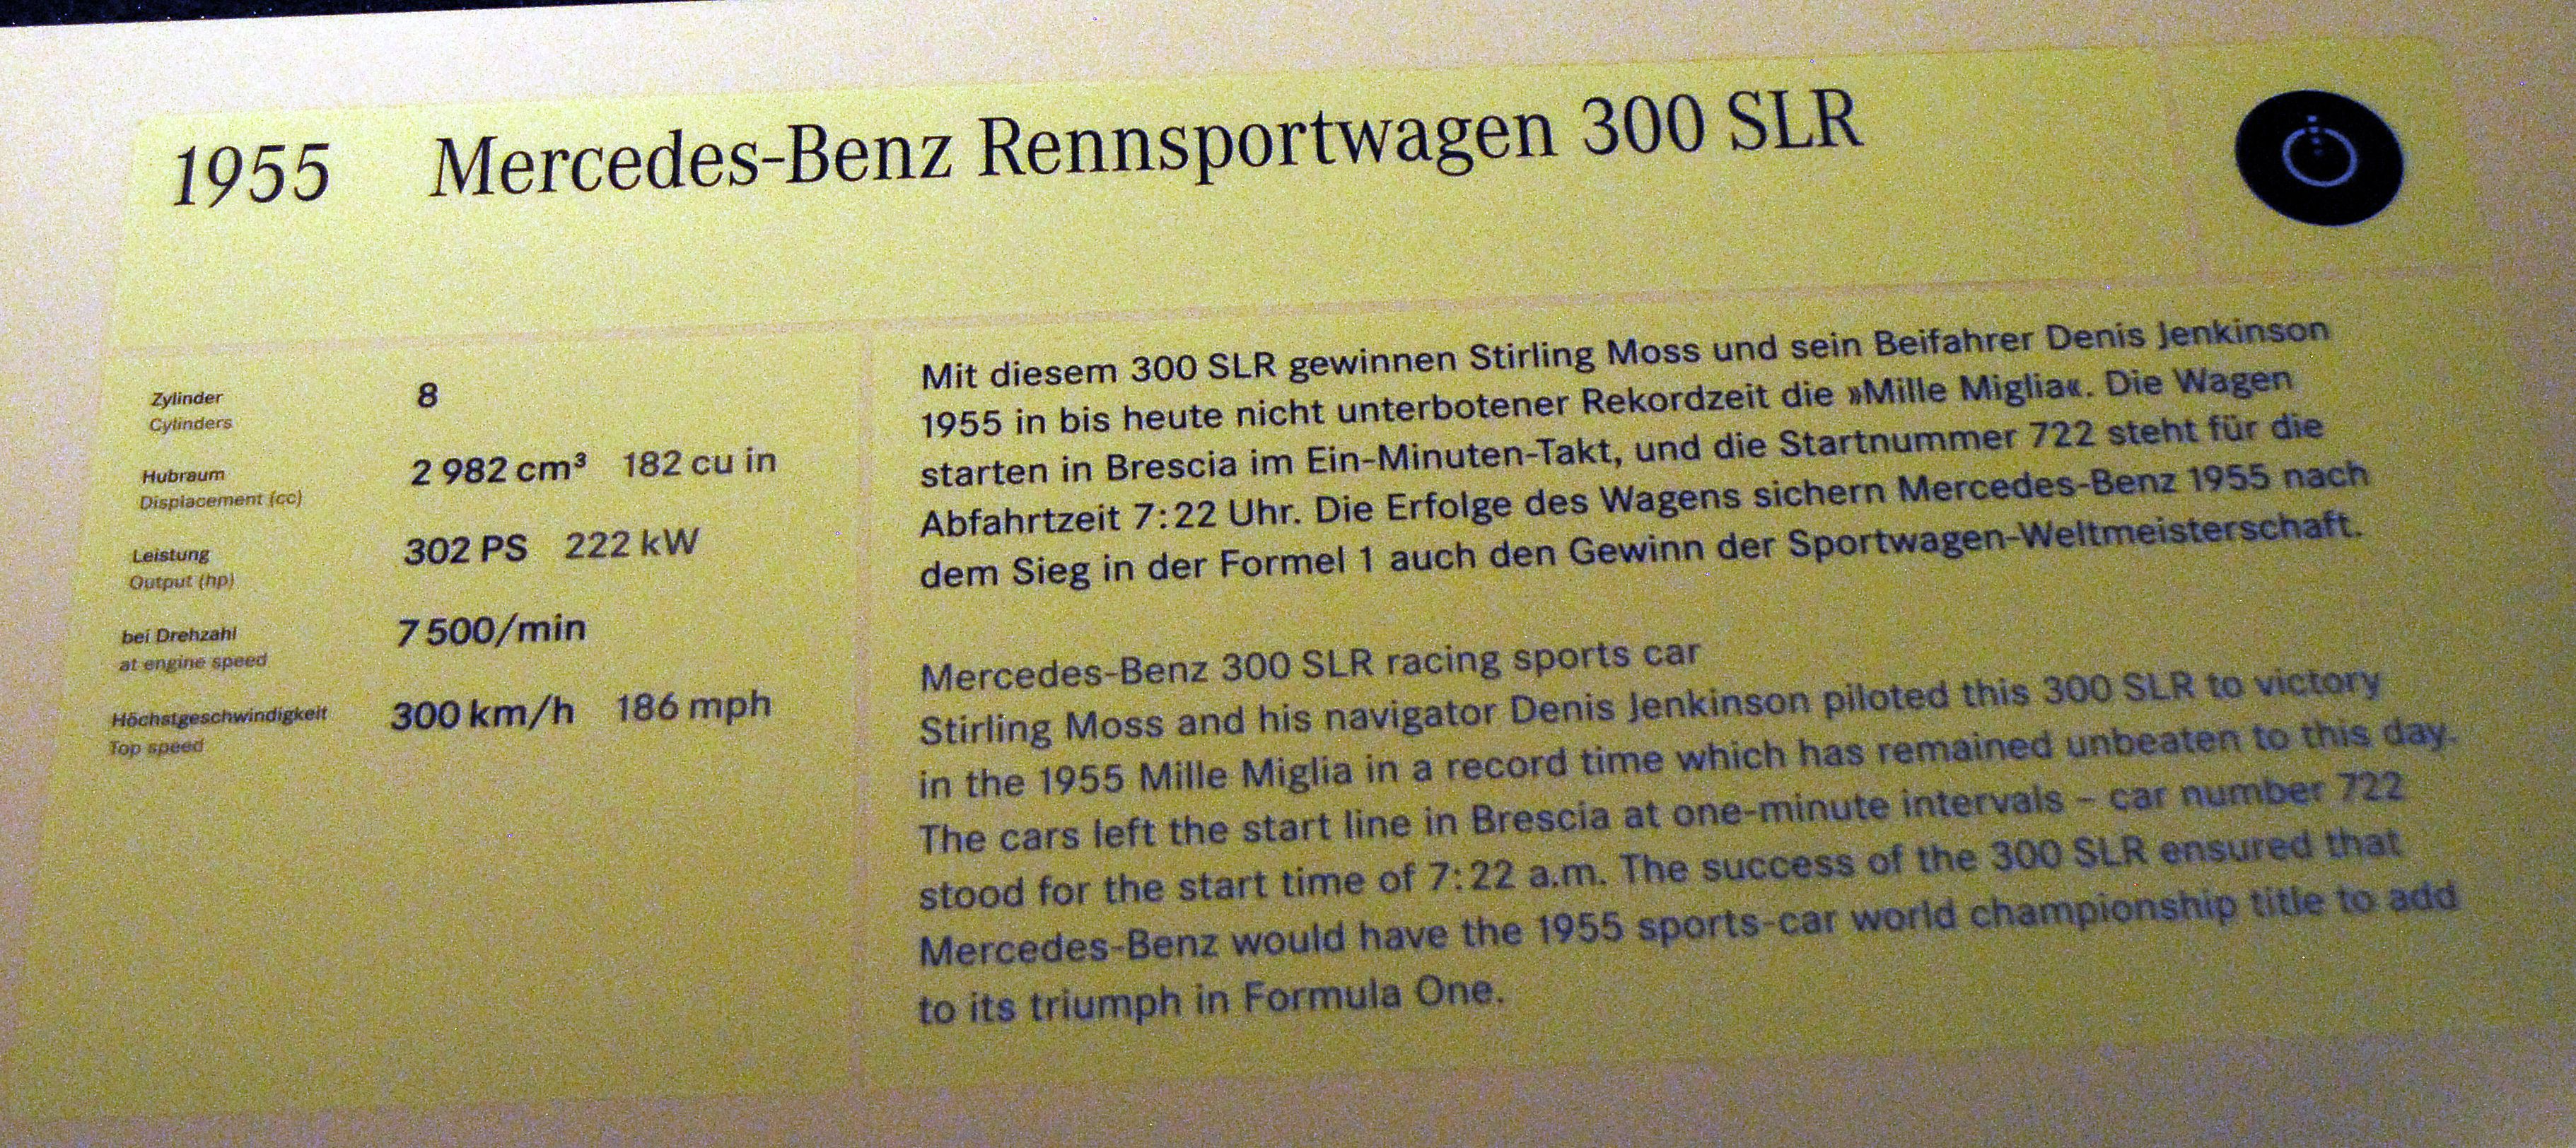 1955 Mercedes-Benz Rennsportwagen 300 SLR
Zylinder 8
Cylinders
Hubraum 2 982 cm³ 182 cu in
Displacement (cc)
Leistung 302 PS 222 kW
Output (hp)
bei Drehzahl 7 500/min
at engine speed
Höchstgeschwindigkeit 300 km/h 186 mph
Top speed
Mit diesem 300 SLR gewinnen Stirling Moss und sein Beifahrer Denis Jenkinson
1955 in bis heute nicht unterbotener Rekordzeit die »Mille Miglia«. Die Wagen
starten in Brescia im Ein-Minuten-Takt, und die Startnummer 722 steht für die
Abfahrtzeit 7:22 Uhr. Die Erfolge des Wagens sichern Mercedes-Benz 1955 nach
dem Sieg in der Formel 1 auch den Gewinn der Sportwagen-Weltmeisterschaft.
Mercedes-Benz 300 SLR racing sports car
Stirling Moss and his navigator Denis Jenkinson piloted this 300 SLR to victory
in the 1955 Mille Miglia in a record time which has remained unbeaten to this day.
The cars left the start line in Brescia at one-minute intervals – car number 722
stood for the start time of 7:22 a.m. The success of the 300 SLR ensured that
Mercedes-Benz would have the 1955 sports-car world championship title to add
to its triumph in Formula One.